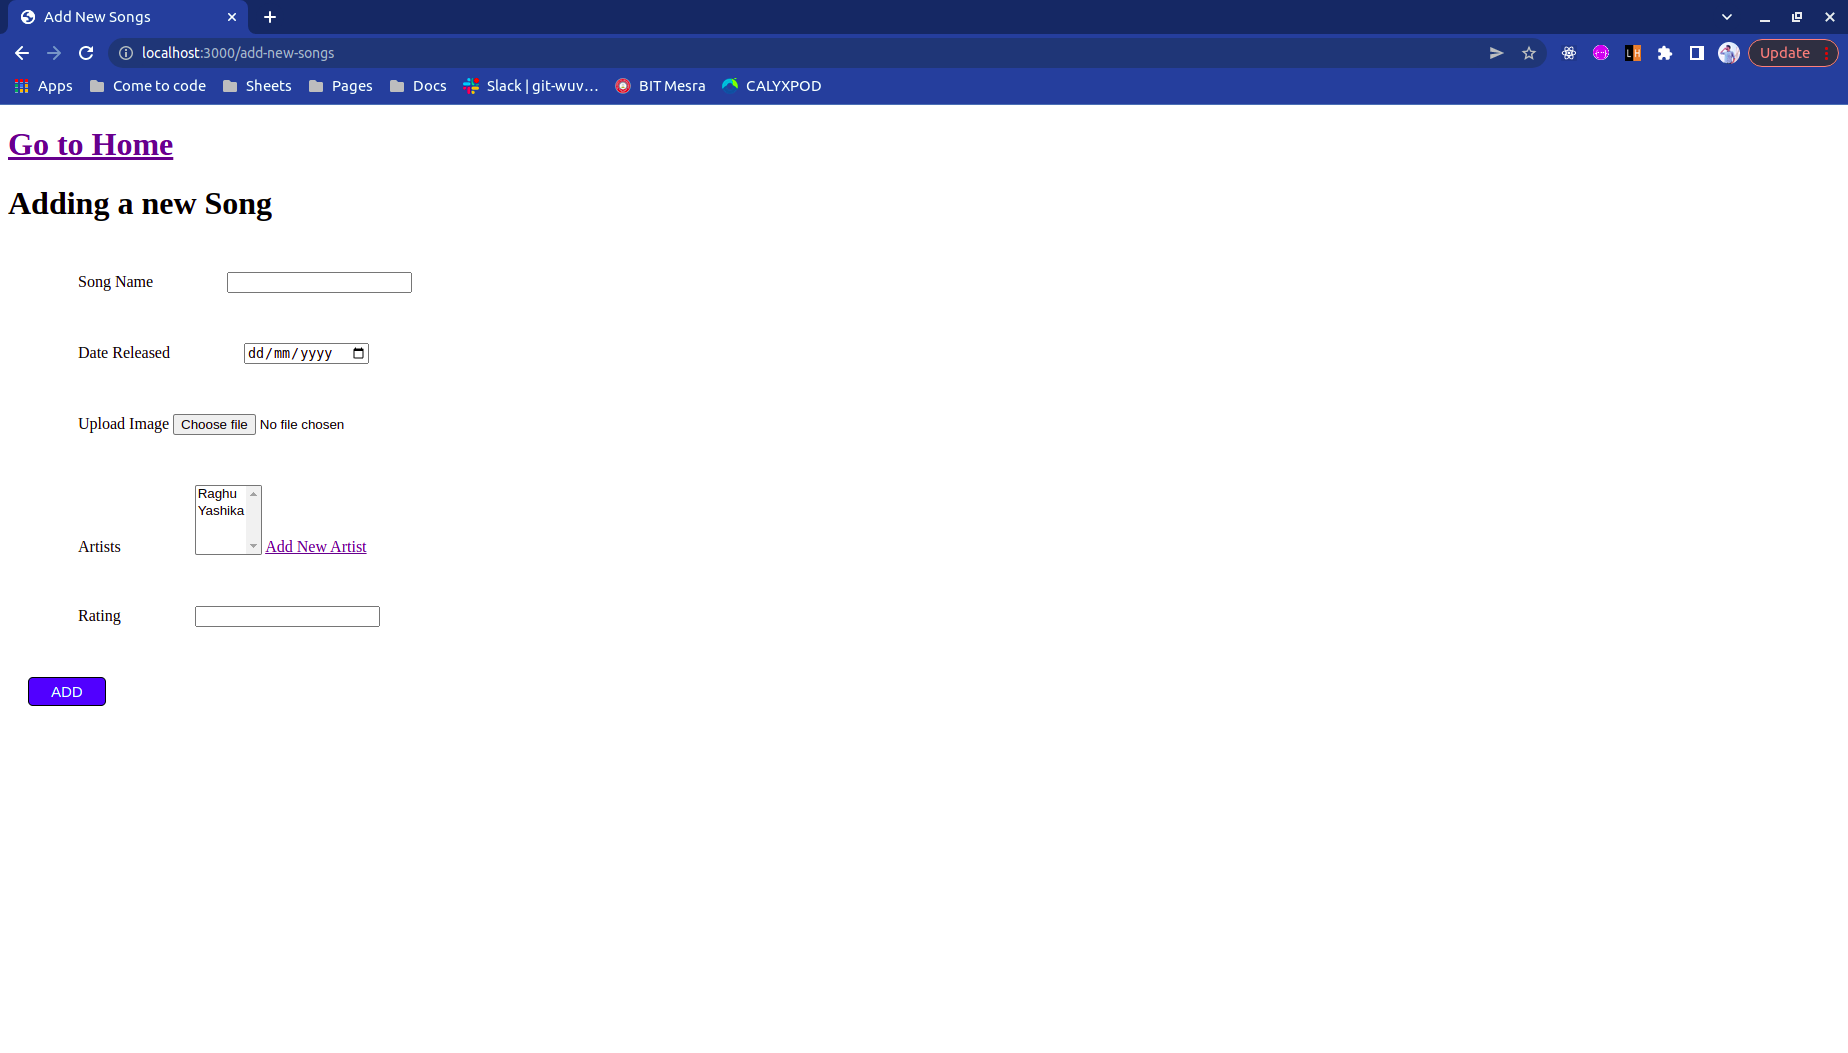 Add New Songs
localhost:3000/add-new-songs
Update
Apps Come to code Sheets Pages Docs Slack | git-wuv… BIT Mesra CALYXPOD
Go to Home
Adding a new Song
Song Name
Date Released dd/mm/yyyy
Upload Image Choose file No file chosen
Raghu
Yashika
Artists Add New Artist
Rating
ADD